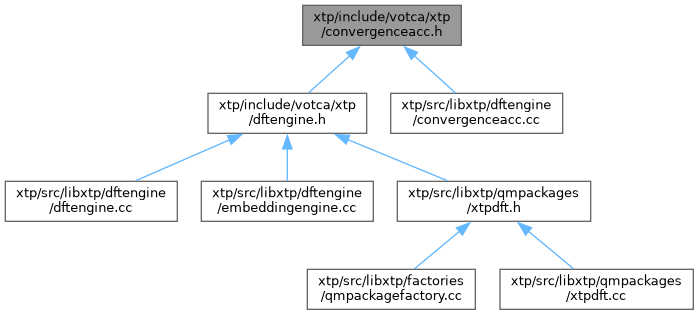 xtp/include/votca/xtp
/convergenceacc.h
xtp/include/votca/xtp
/dftengine.h
xtp/src/libxtp/dftengine
/convergenceacc.cc
xtp/src/libxtp/dftengine
/dftengine.cc
xtp/src/libxtp/dftengine
/embeddingengine.cc
xtp/src/libxtp/qmpackages
/xtpdft.h
xtp/src/libxtp/factories
/qmpackagefactory.cc
xtp/src/libxtp/qmpackages
/xtpdft.cc